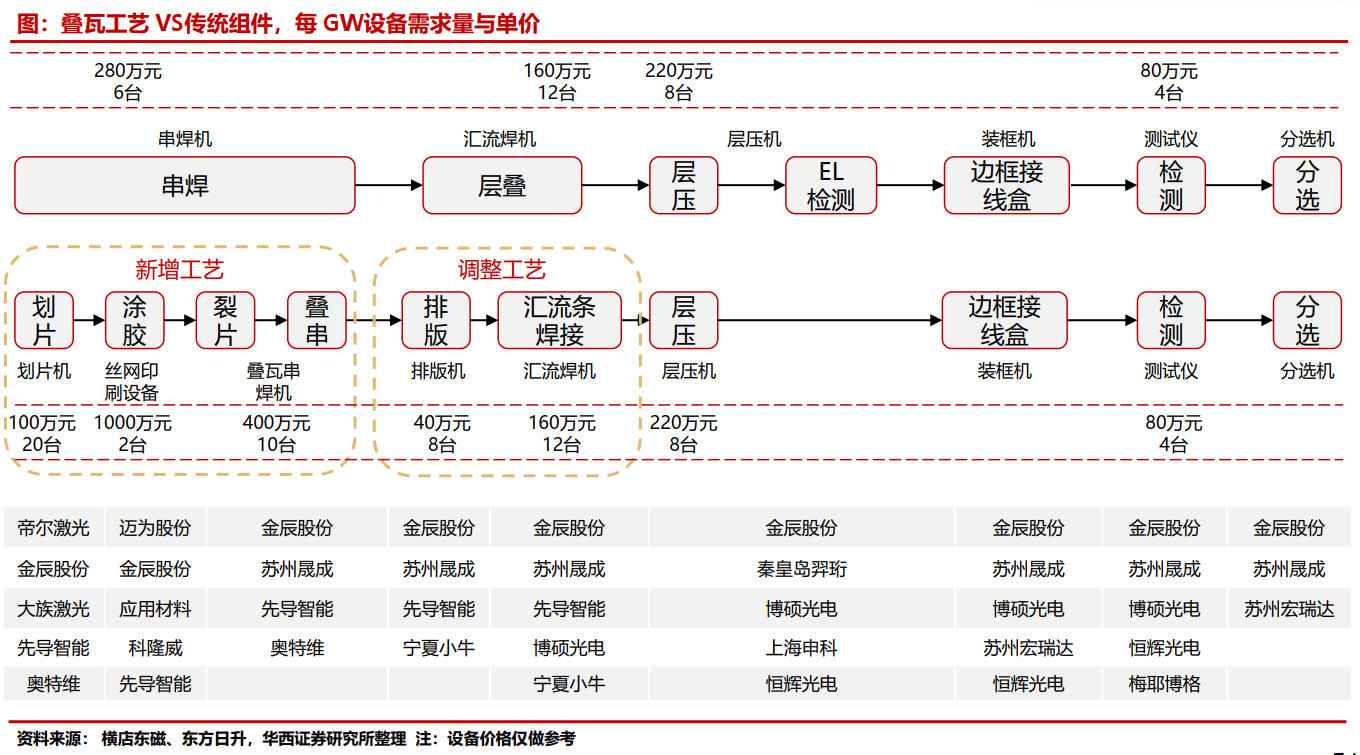 图：叠瓦工艺 VS传统组件，每 GW设备需求量与单价
280万元 160万元 220万元 80万元
6台 12台 8台 4台
串焊机 汇流焊机 层压机 装框机 测试仪 分选机
串焊 层叠 层压 EL检测 边框接线盒 检测 分选
新增工艺 调整工艺
划片 涂胶 裂片 叠串 排版 汇流条焊接 层压 边框接线盒 检测 分选
划片机 丝网印刷设备 叠瓦串焊机 排版机 汇流焊机 层压机 装框机 测试仪 分选机
100万元 1000万元 400万元 40万元 160万元 220万元 80万元
20台 2台 10台 8台 12台 8台 4台
帝尔激光 迈为股份 金辰股份 金辰股份 金辰股份 金辰股份 金辰股份 金辰股份 金辰股份
金辰股份 金辰股份 苏州晟成 苏州晟成 苏州晟成 秦皇岛羿珩 苏州晟成 苏州晟成 苏州晟成
大族激光 应用材料 先导智能 先导智能 先导智能 博硕光电 博硕光电 博硕光电 苏州宏瑞达
先导智能 科隆威 奥特维 宁夏小牛 博硕光电 上海申科 苏州宏瑞达 恒辉光电
奥特维 先导智能 宁夏小牛 恒辉光电 恒辉光电 梅耶博格
资料来源： 横店东磁、东方日升，华西证券研究所整理 注：设备价格仅做参考